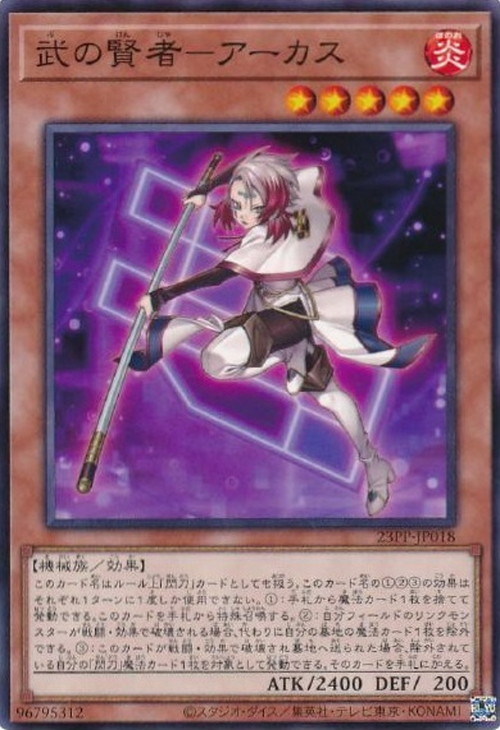 武の賢者－アーカス
炎
23PP-JP018
【機械族／効果】
このカード名はルール上「閃刀」カードとしても扱う。このカード名の①②③の効果は
それぞれ１ターンに１度しか使用できない。①：手札から魔法カード１枚を捨てて
発動できる。このカードを手札から特殊召喚する。②：自分フィールドのリンクモ
ンスターが戦闘・効果で破壊される場合、代わりに自分の墓地の魔法カード１枚を除外
できる。③：このカードが戦闘・効果で破壊され墓地へ送られた場合、除外されて
いる自分の「閃刀」魔法カード１枚を対象として発動できる。そのカードを手札に加える。
ATK/2400 DEF/ 200
96795312
©スタジオ・ダイス／集英社・テレビ東京・KONAMI